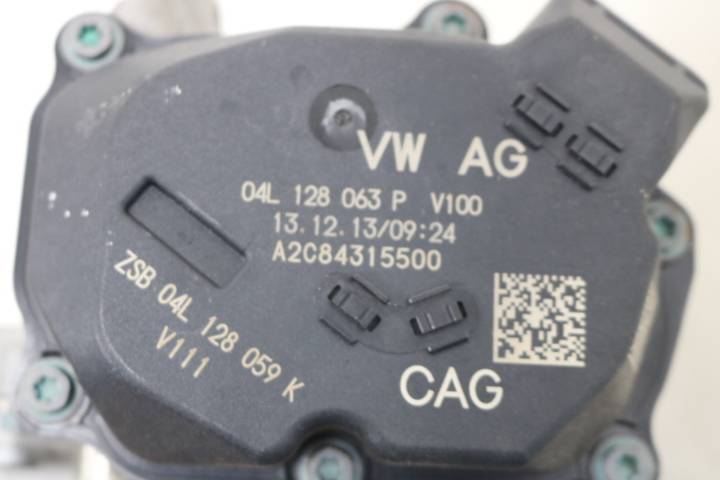 VW AG
04L 128 063 P V100
13.12.13/09:24
A2C84315500
ZSB 04L 128 059 K
V111
CAG